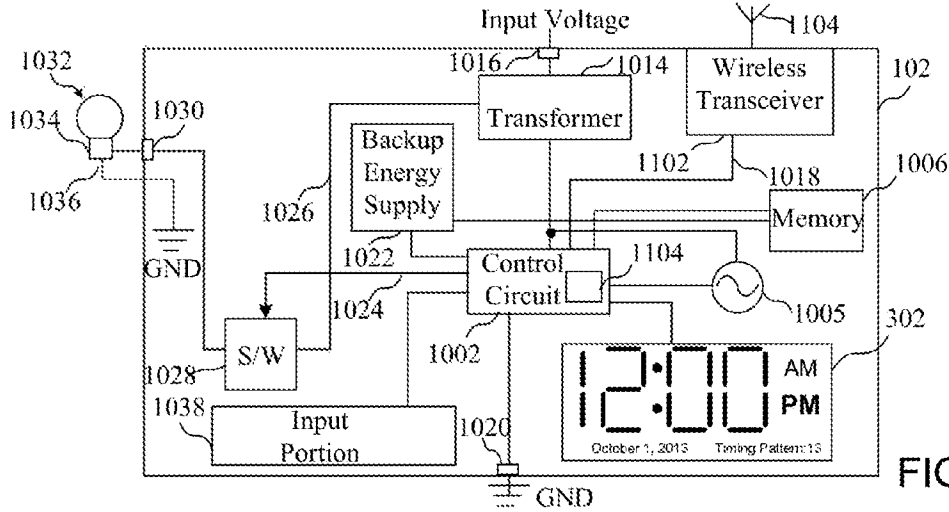 Input Voltage
1104
1016
1014
1032
Wireless
Transceiver
102
1034
1030
Transformer
Backup
Energy
Supply
1102
1018
1006
1036
1026
Memory
1022
Control
Circuit
1104
GND
1024
1005
302
S/W
1002
1028
12:00
AM
PM
1038
Input
Portion
1020
October 1, 2013
Timing Pattern:13
GND
FIG